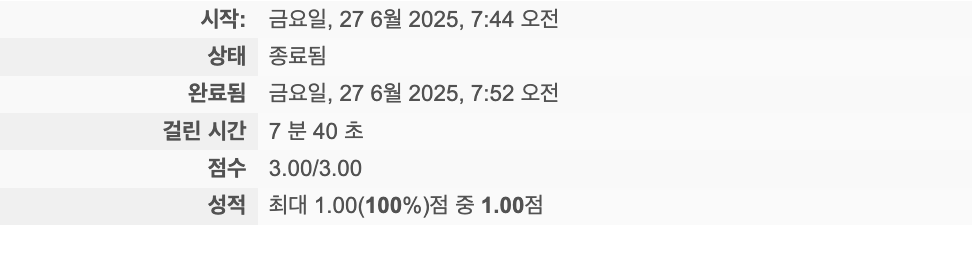 시작: 금요일, 27 6월 2025, 7:44 오전
상태 종료됨
완료됨 금요일, 27 6월 2025, 7:52 오전
걸린 시간 7 분 40 초
점수 3.00/3.00
성적 최대 1.00(100%)점 중 1.00점